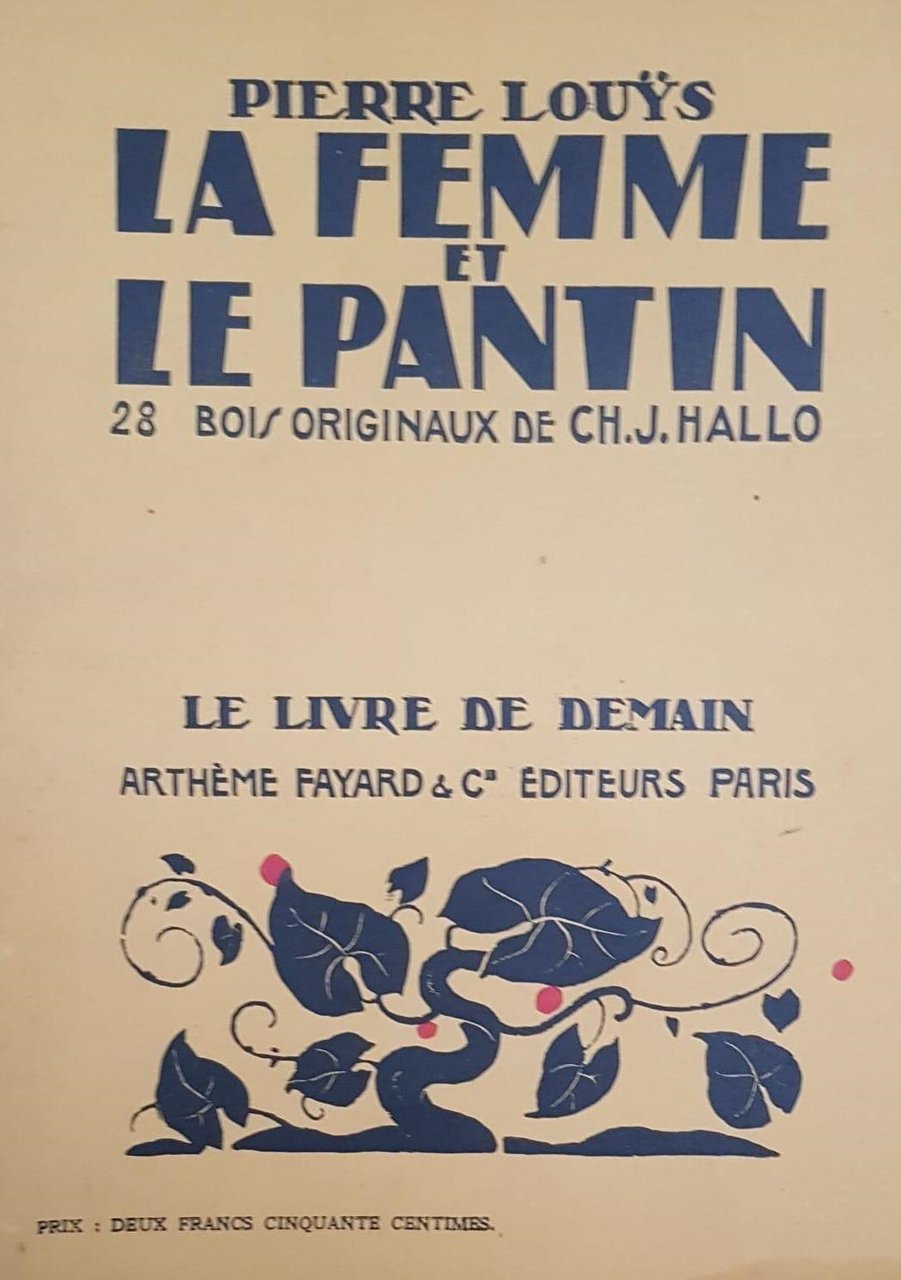 PIERRE LOUŸS
LA FEMME
ET
LE PANTIN
28 BOIS ORIGINAUX DE CH.J.HALLO
LE LIVRE DE DEMAIN
ARTHÈME FAYARD & Cie ÉDITEURS PARIS
PRIX : DEUX FRANCS CINQUANTE CENTIMES.